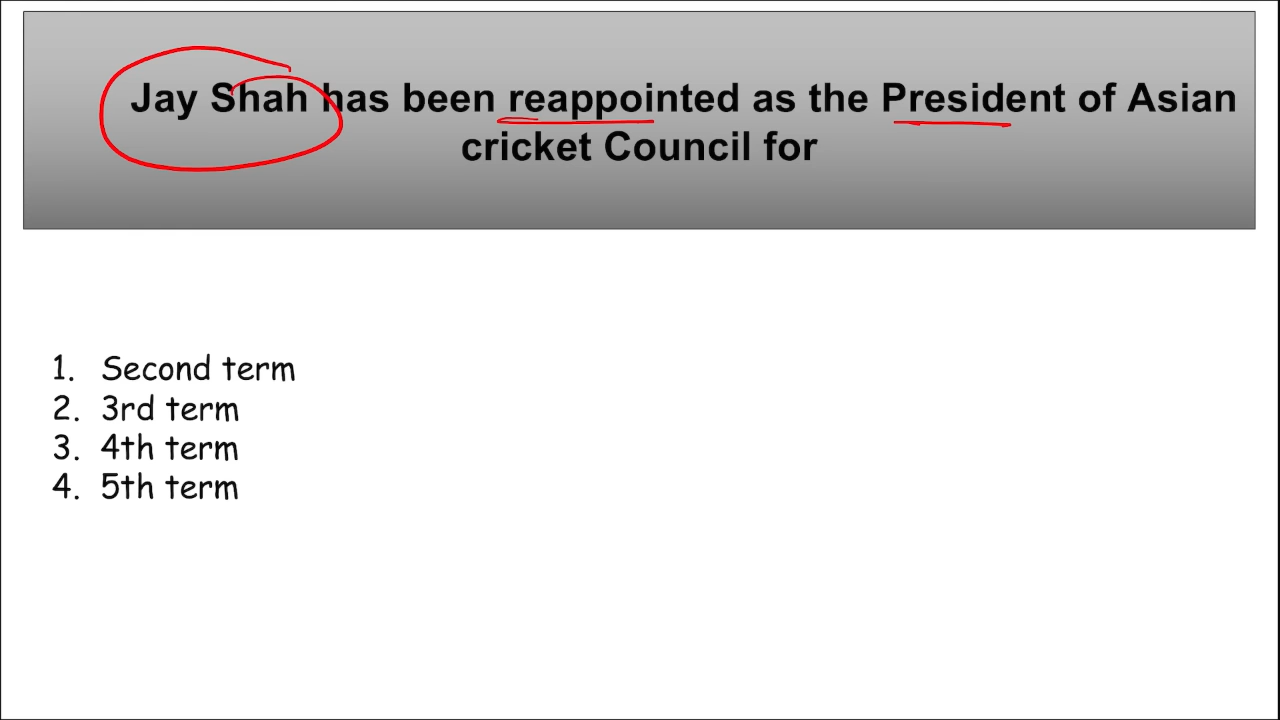 Jay Shah has been reappointed as the President of Asian
cricket Council for
1. Second term
2. 3rd term
3. 4th term
4. 5th term